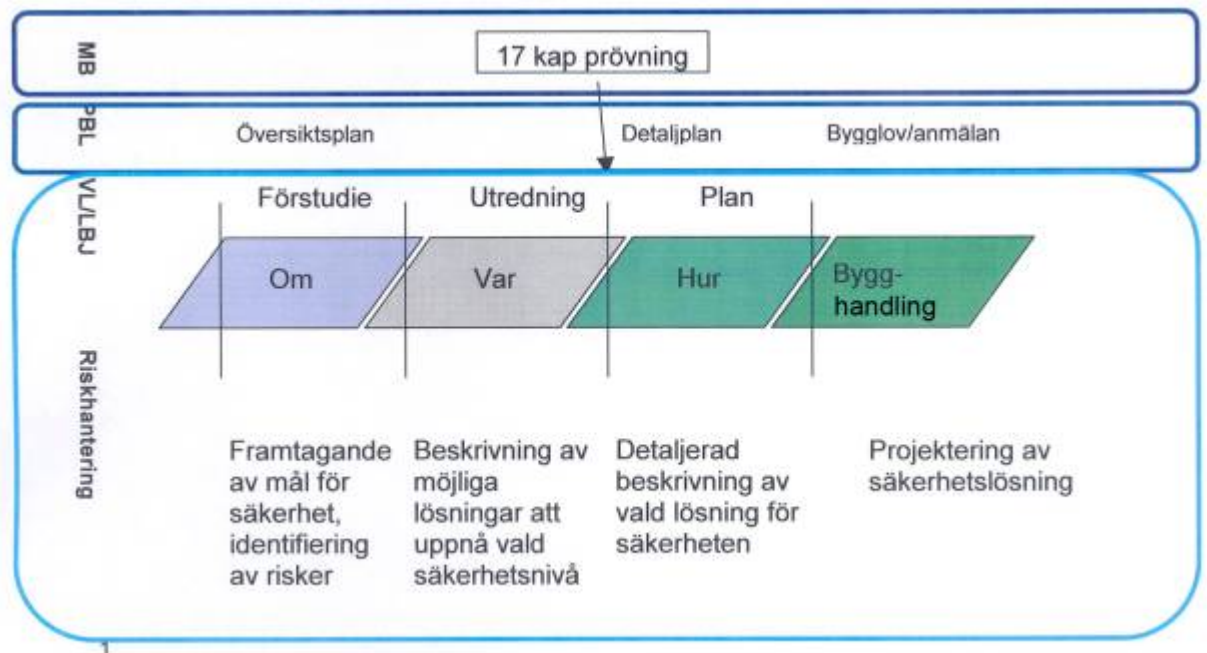 MB
17 kap prövning
PBL
Översiktsplan
Detaljplan
Bygglov/anmälan
VL/LBJ
Förstudie
Utredning
Plan
Om
Var
Hur
Bygg-
handling
Riskhantering
Framtagande
av mål för
säkerhet,
identifiering
av risker
Beskrivning av
möjliga
lösningar att
uppnå vald
säkerhetsnivå
Detaljerad
beskrivning av
vald lösning för
säkerheten
Projektering av
säkerhetslösning
1